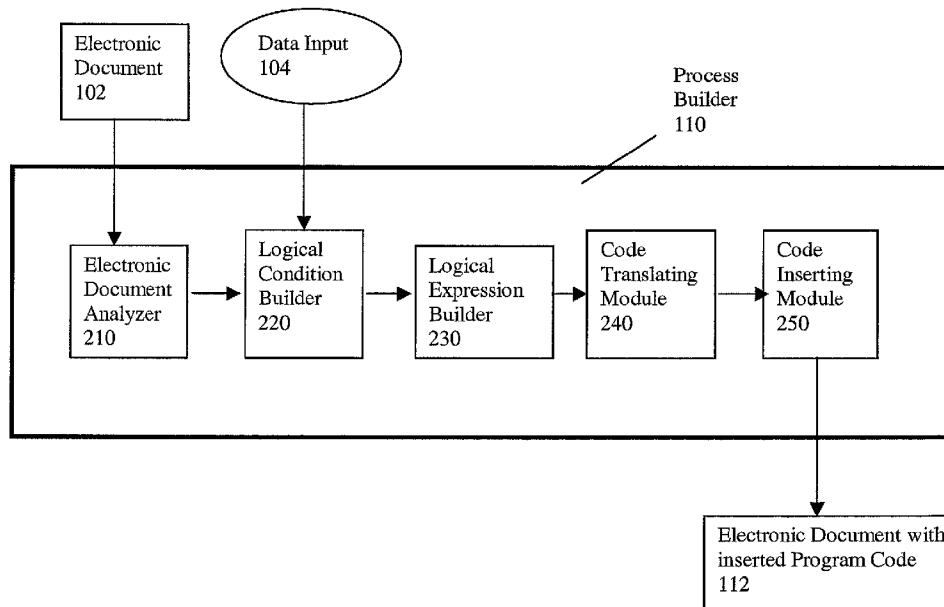 Electronic
Document
102
Data Input
104
Process
Builder
110
Electronic
Document
Analyzer
210
Logical
Condition
Builder
220
Logical
Expression
Builder
230
Code
Translating
Module
240
Code
Inserting
Module
250
Electronic Document with
inserted Program Code
112